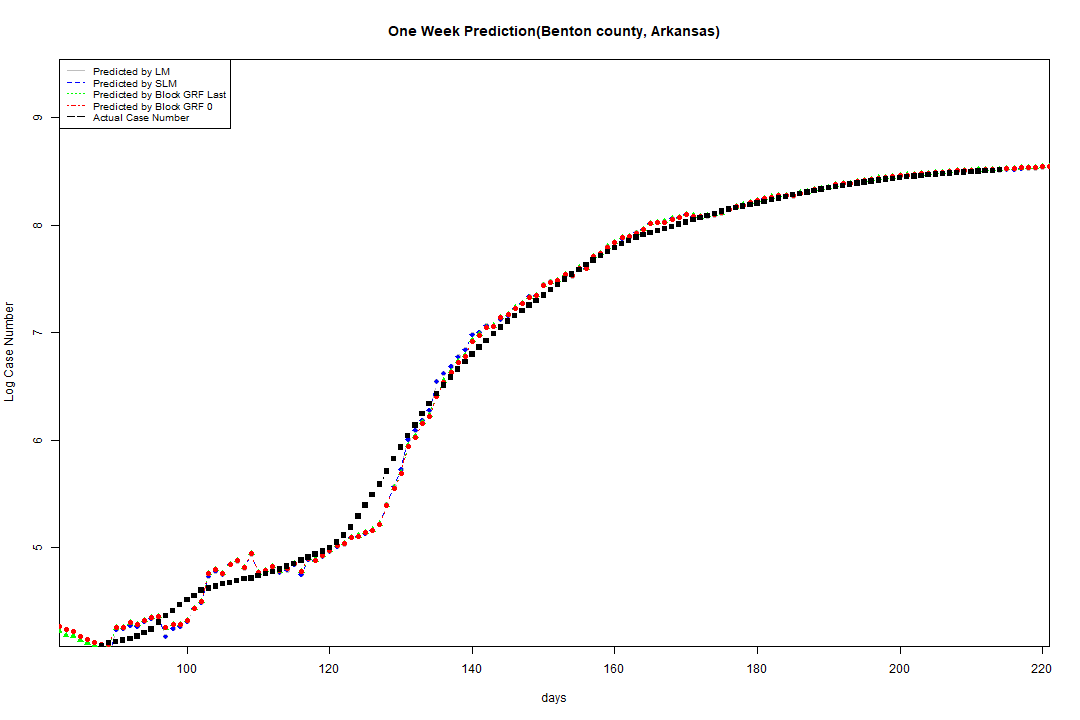 One Week Prediction(Benton county, Arkansas)
Predicted by LM
Predicted by SLM
Predicted by Block GRF Last
Predicted by Block GRF 0
Actual Case Number
9
8
7
6
5
Log Case Number
100 120 140 160 180 200 220
days